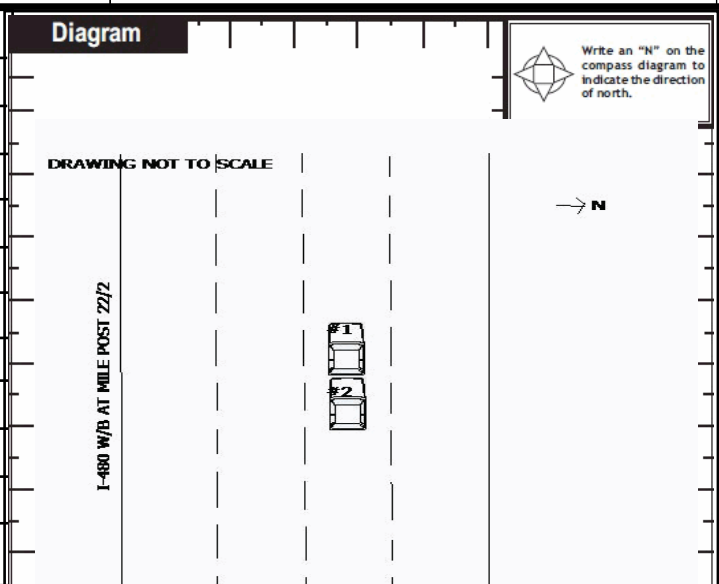 Diagram
Write an “N” on the
compass diagram to
indicate the direction
of north.
DRAWING NOT TO SCALE
N
I-480 W/B AT MILE POST 22/2
#1
#2